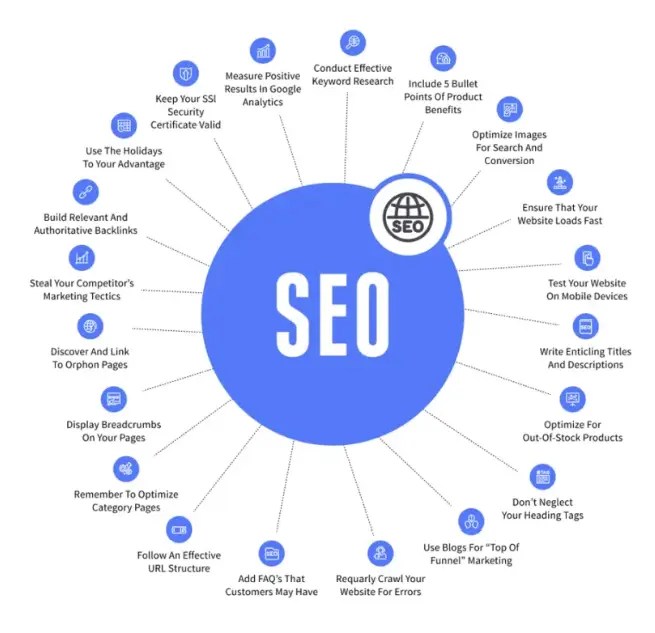 Conduct Effective
Keyword Research
Include 5 Bullet
Points Of Product
Benefits
Optimize Images
For Search And
Conversion
Ensure That Your
Website Loads Fast
Test Your Website
On Mobile Devices
SEO
Write Enticling Titles
And Descriptions
Optimize For
Out-Of-Stock Products
TAG
Don't Neglect
Your Heading Tags
Use Blogs For “Top Of
Funnel” Marketing
Requarly Crawl Your
Website For Errors
SEO
Add FAQ's That
Customers May Have
Follow An Effective
URL Structure
Remember To Optimize
Category Pages
Display Breadcrumbs
On Your Pages
Discover And Link
To Orphon Pages
Steal Your Competitor's
Marketing Tectics
Build Relevant And
Authoritative Backlinks
Use The Holidays
To Your Advantage
Keep Your SSl
Security
Certificate Valid
Measure Positive
Results In Google
Analytics
SEO
SEO